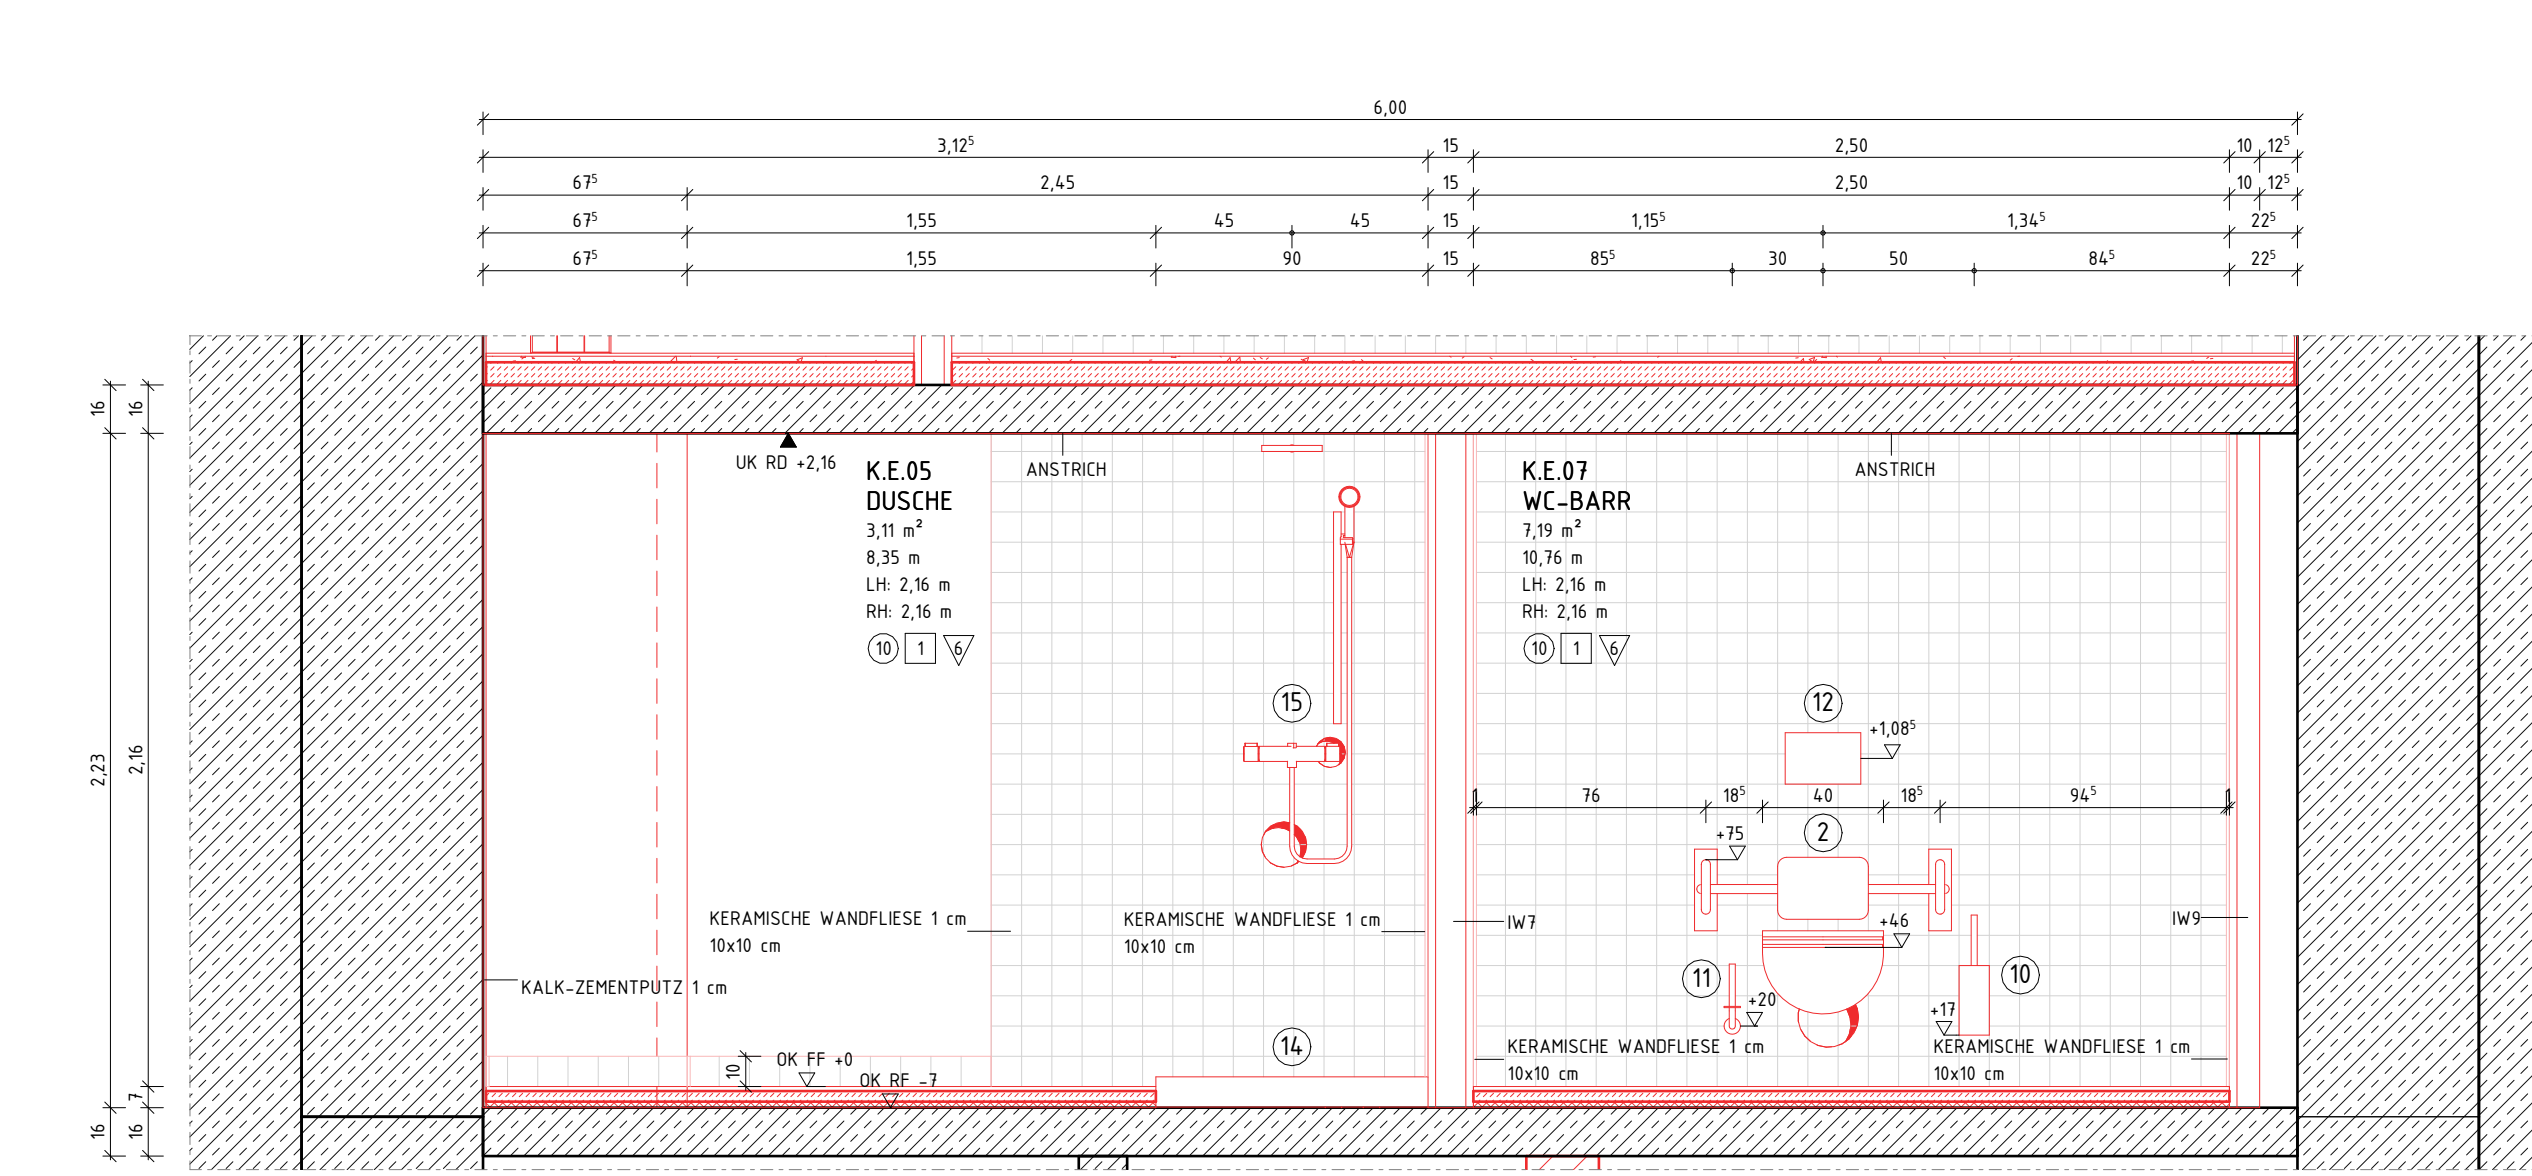 6,00
3,12⁵ 15 2,50 10 12⁵
67⁵ 2,45 15 2,50 10 12⁵
67⁵ 1,55 45 45 15 1,15⁵ 1,34⁵ 22⁵
67⁵ 1,55 90 15 85⁵ 30 50 84⁵ 22⁵
16 16
2,23 2,16
7
16 16
UK RD +2,16
K.E.05
DUSCHE
3,11 m²
8,35 m
LH: 2,16 m
RH: 2,16 m
10 1 6
ANSTRICH
K.E.07
WC-BARR
7,19 m²
10,76 m
LH: 2,16 m
RH: 2,16 m
10 1 6
ANSTRICH
15
12
+1,08⁵
1 76 18⁵ 40 18⁵ 94⁵ 1
+75
2
+46
KERAMISCHE WANDFLIESE 1 cm
10x10 cm
KERAMISCHE WANDFLIESE 1 cm
10x10 cm
IW7
IW9
KALK-ZEMENTPUTZ 1 cm
11
+20
10
+17
14
10
OK FF +0
OK RF -7
KERAMISCHE WANDFLIESE 1 cm
10x10 cm
KERAMISCHE WANDFLIESE 1 cm
10x10 cm